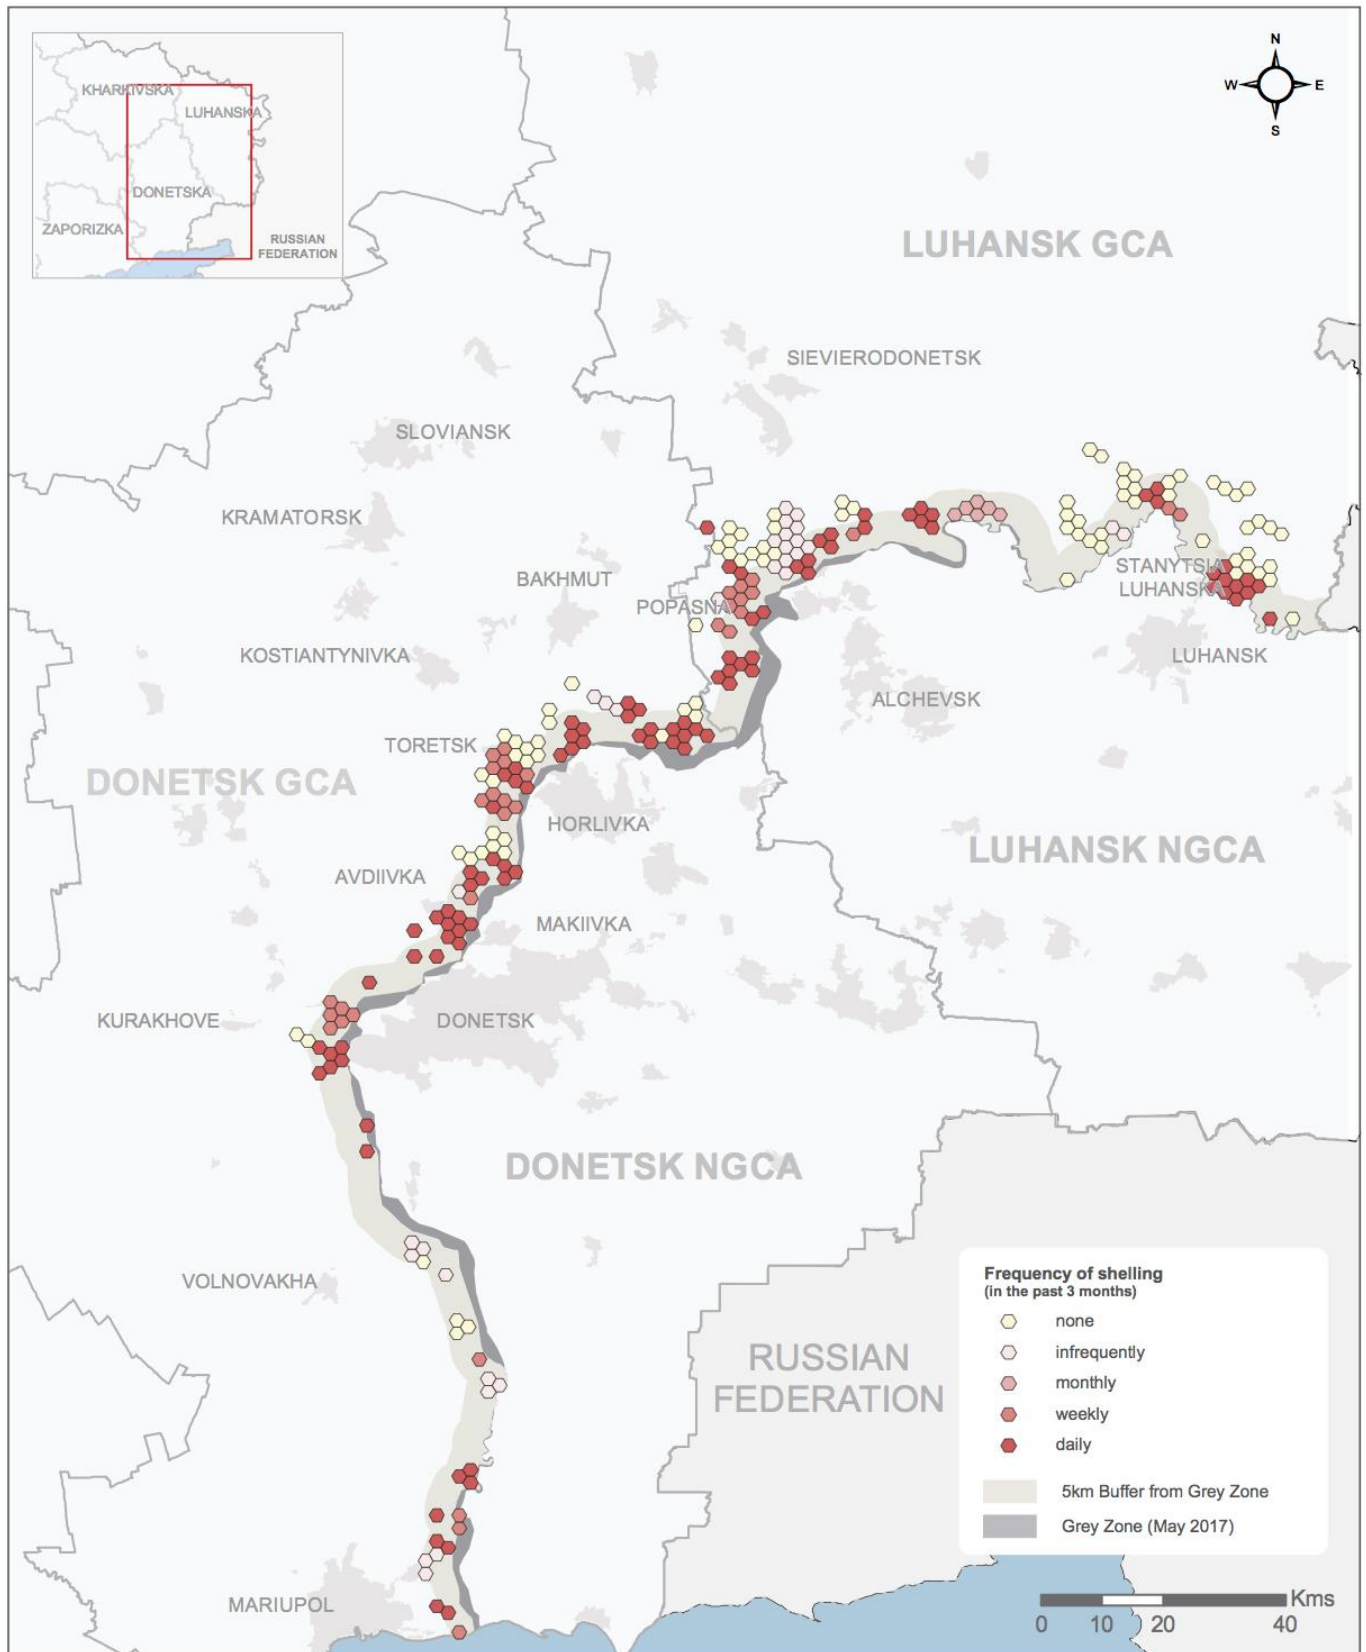 KHARKIVSKA
LUHANSKA
DONETSKA
ZAPORIZKA
RUSSIAN
FEDERATION
N
W
E
S
LUHANSK GCA
SIEVIERODONETSK
SLOVIANSK
KRAMATORSK
BAKHMUT
STANYTSIA
LUHANSKA
POPASNA
KOSTIANTYNIVKA
LUHANSK
ALCHEVSK
TORETSK
DONETSK GCA
HORLIVKA
LUHANSK NGCA
AVDIIVKA
MAKIIVKA
KURAKHOVE
DONETSK
DONETSK NGCA
VOLNOVAKHA
RUSSIAN
FEDERATION
MARIUPOL
Frequency of shelling
(in the past 3 months)
none
infrequently
monthly
weekly
daily
5km Buffer from Grey Zone
Grey Zone (May 2017)
Kms
0 10 20 40